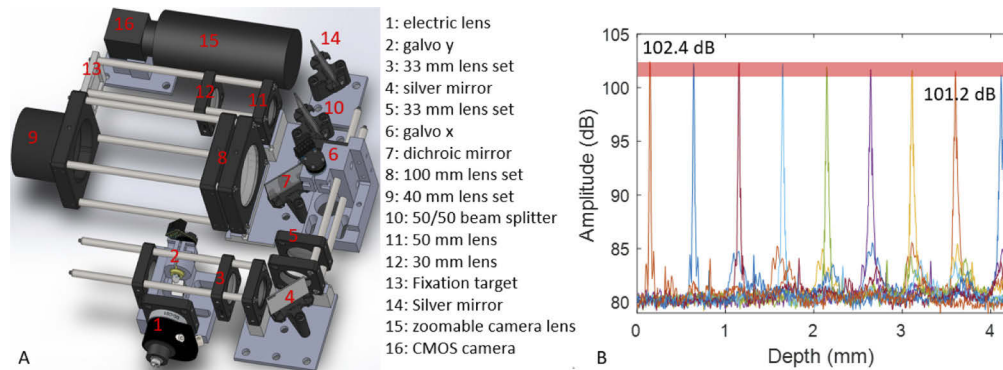 16
15
14
13
12
11
10
9
8
7
6
5
4
3
2
1
A
1: electric lens
2: galvo y
3: 33 mm lens set
4: silver mirror
5: 33 mm lens set
6: galvo x
7: dichroic mirror
8: 100 mm lens set
9: 40 mm lens set
10: 50/50 beam splitter
11: 50 mm lens
12: 30 mm lens
13: Fixation target
14: Silver mirror
15: zoomable camera lens
16: CMOS camera
102.4 dB
101.2 dB
Amplitude (dB)
105
100
95
90
85
80
0
1
2
3
4
Depth (mm)
B